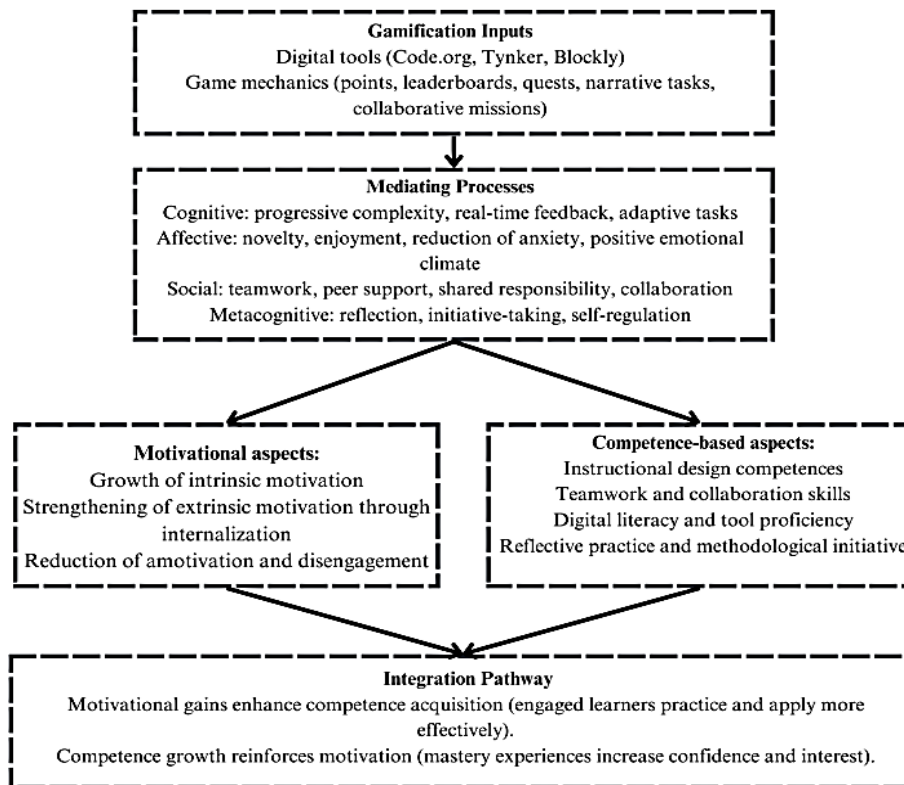 Gamification Inputs
Digital tools (Code.org, Tynker, Blockly)
Game mechanics (points, leaderboards, quests, narrative tasks,
collaborative missions)
Mediating Processes
Cognitive: progressive complexity, real-time feedback, adaptive tasks
Affective: novelty, enjoyment, reduction of anxiety, positive emotional
climate
Social: teamwork, peer support, shared responsibility, collaboration
Metacognitive: reflection, initiative-taking, self-regulation
Motivational aspects:
Growth of intrinsic motivation
Strengthening of extrinsic motivation through
internalization
Reduction of amotivation and disengagement
Competence-based aspects:
Instructional design competences
Teamwork and collaboration skills
Digital literacy and tool proficiency
Reflective practice and methodological initiative
Integration Pathway
Motivational gains enhance competence acquisition (engaged learners practice and apply more
effectively).
Competence growth reinforces motivation (mastery experiences increase confidence and interest).